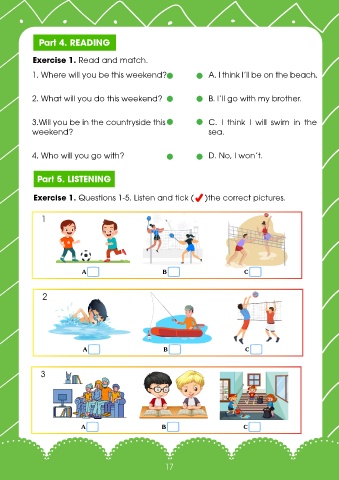 Part 4. READING
Exercise 1. Read and match.
1. Where will you be this weekend?
A. I think I'll be on the beach.
2. What will you do this weekend?
B. I'll go with my brother.
3.Will you be in the countryside this
weekend?
C. I think I will swim in the
sea.
4. Who will you go with?
D. No, I won't.
Part 5. LISTENING
Exercise 1. Questions 1-5. Listen and tick (✓)the correct pictures.
1
A
B
C
2
A
B
C
3
A
B
C
17